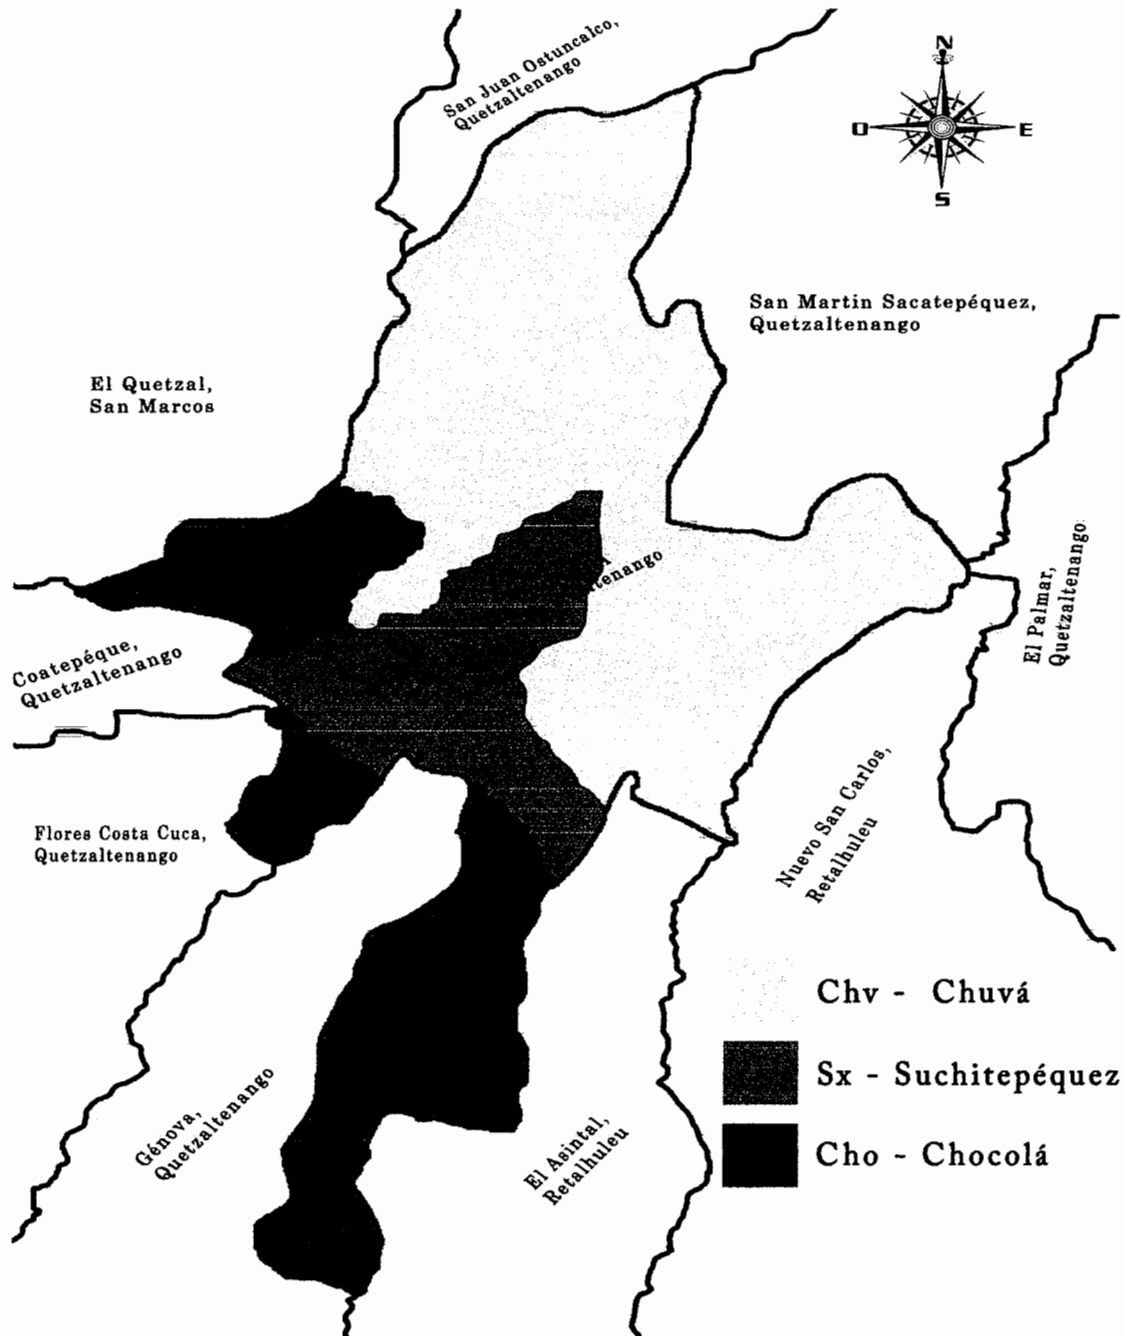 San Juan Ostuncalco,
Quetzaltenango
N
O
E
S
San Martin Sacatepéquez,
Quetzaltenango
El Quetzal,
San Marcos
El Palmar,
Quetzaltenango
Coatepéque,
Quetzaltenango
Nuevo San Carlos,
Retalhuleu
Flores Costa Cuca,
Quetzaltenango
Chv - Chuvá
Sx - Suchitepéquez
Cho - Chocolá
Génova,
Quetzaltenango
El Asintal,
Retalhuleu